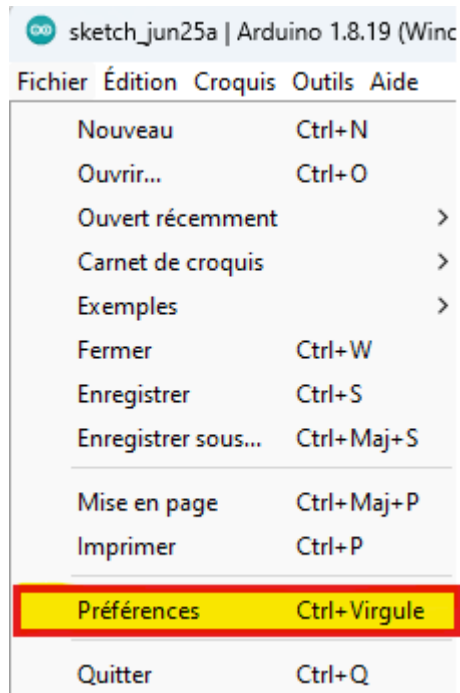 sketch_jun25a | Arduino 1.8.19 (Winc
Fichier Édition Croquis Outils Aide
Nouveau Ctrl+N
Ouvrir... Ctrl+O
Ouvert récemment >
Carnet de croquis >
Exemples >
Fermer Ctrl+W
Enregistrer Ctrl+S
Enregistrer sous... Ctrl+Maj+S
Mise en page Ctrl+Maj+P
Imprimer Ctrl+P
Préférences Ctrl+Virgule
Quitter Ctrl+Q